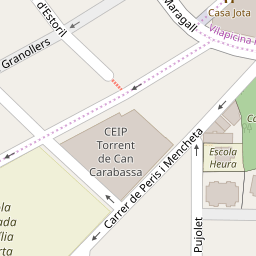 d'Estoril
Granollers
Maragall
Casa Jota
Vilapicina
CEIP
Torrent
de Can
Carabassa
Carrer de Peris i Mencheta
Escola
Heura
Pujolet